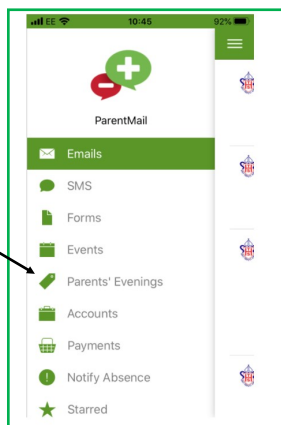 EE 10:45 92%
ParentMail
Emails
SMS
Forms
Events
Parents' Evenings
Accounts
Payments
Notify Absence
Starred